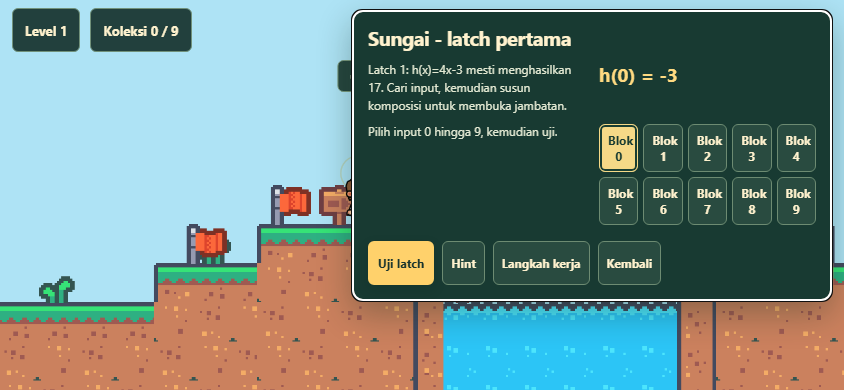 Level 1
Koleksi 0 / 9
Sungai - latch pertama
Latch 1: h(x)=4x-3 mesti menghasilkan
17. Cari input, kemudian susun
komposisi untuk membuka jambatan.
Pilih input 0 hingga 9, kemudian uji.
h(0) = -3
Blok
0
Blok
1
Blok
2
Blok
3
Blok
4
Blok
5
Blok
6
Blok
7
Blok
8
Blok
9
Uji latch
Hint
Langkah kerja
Kembali